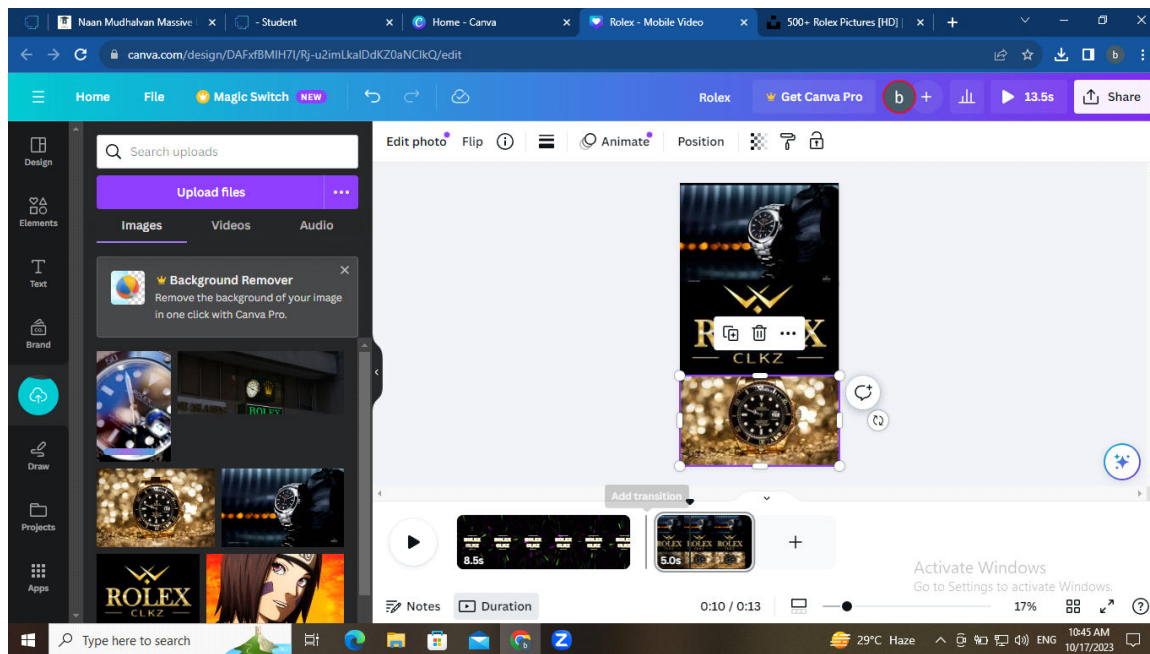 Naan Mudhalvan Massive
- Student
Home - Canva
Rolex - Mobile Video
500+ Rolex Pictures [HD] |
canva.com/design/DAFxfBMIH7I/Rj-u2imLkalDdKZ0aNClkQ/edit
b
Home
File
Magic Switch
NEW
Rolex
Get Canva Pro
b
13.5s
Share
Design
Elements
Text
Brand
Draw
Projects
Apps
Search uploads
Upload files
Images
Videos
Audio
Background Remover
Remove the background of your image
in one click with Canva Pro.
ROLEX
ROLEX
CLKZ
Edit photo
Flip
Animate
Position
CLKZ
Add transition
8.5s
ROLEX ROLEX ROLEX
5.0s
Notes
Duration
0:10 / 0:13
17%
Activate Windows
Go to Settings to activate Windows.
Type here to search
29°C Haze
ENG
10:45 AM
10/17/2023